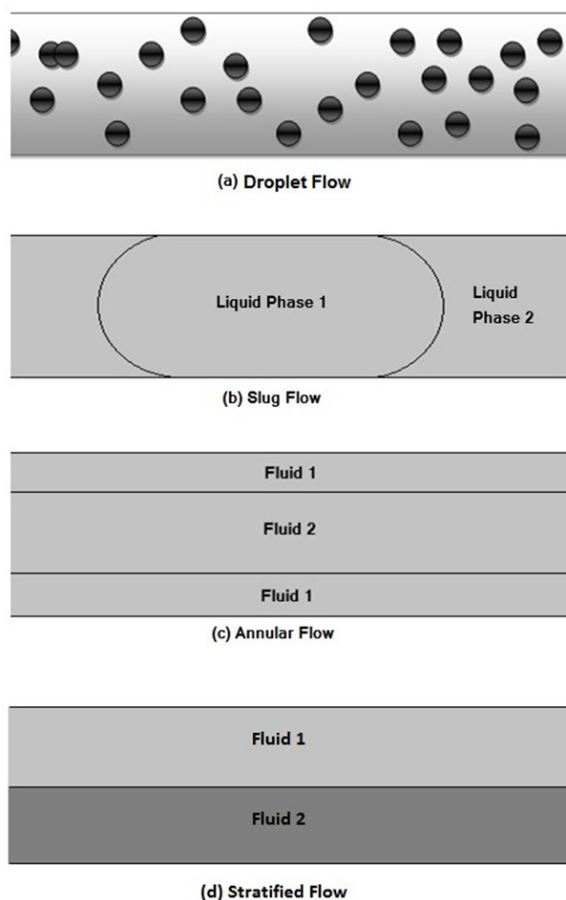 (a) Droplet Flow
Liquid Phase 1
Liquid
Phase 2
(b) Slug Flow
Fluid 1
Fluid 2
Fluid 1
(c) Annular Flow
Fluid 1
Fluid 2
(d) Stratified Flow